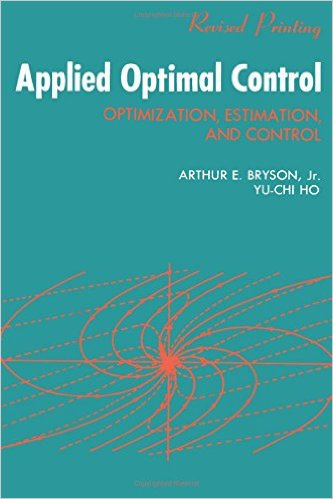 Revised Printing
Applied Optimal Control
OPTIMIZATION, ESTIMATION,
AND CONTROL
ARTHUR E. BRYSON, Jr.
YU-CHI HO